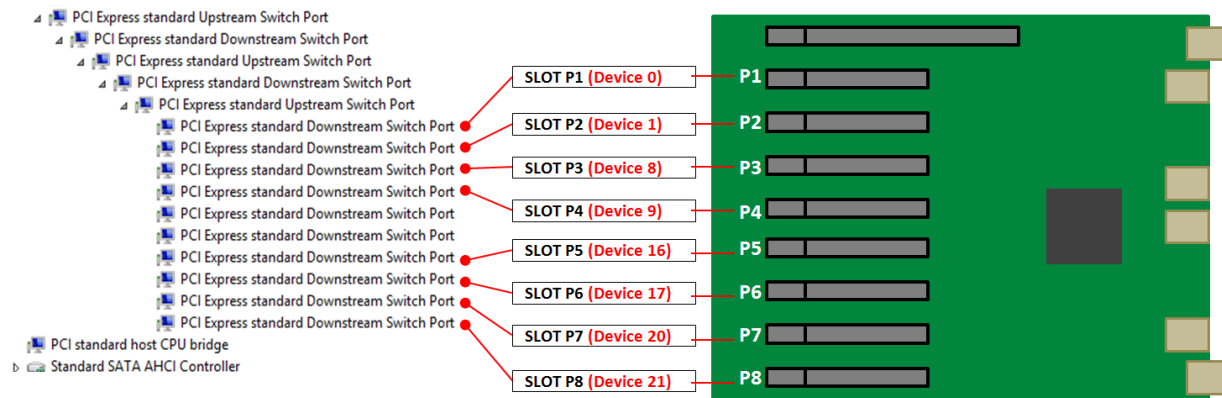 PCI Express standard Upstream Switch Port
PCI Express standard Downstream Switch Port
PCI Express standard Upstream Switch Port
PCI Express standard Downstream Switch Port
PCI Express standard Upstream Switch Port
PCI Express standard Downstream Switch Port
PCI Express standard Downstream Switch Port
PCI Express standard Downstream Switch Port
PCI Express standard Downstream Switch Port
PCI Express standard Downstream Switch Port
PCI Express standard Downstream Switch Port
PCI Express standard Downstream Switch Port
PCI Express standard Downstream Switch Port
PCI Express standard Downstream Switch Port
PCI Express standard Downstream Switch Port
PCI standard host CPU bridge
Standard SATA AHCI Controller
SLOT P1 (Device 0)
SLOT P2 (Device 1)
SLOT P3 (Device 8)
SLOT P4 (Device 9)
SLOT P5 (Device 16)
SLOT P6 (Device 17)
SLOT P7 (Device 20)
SLOT P8 (Device 21)
P1
P2
P3
P4
P5
P6
P7
P8